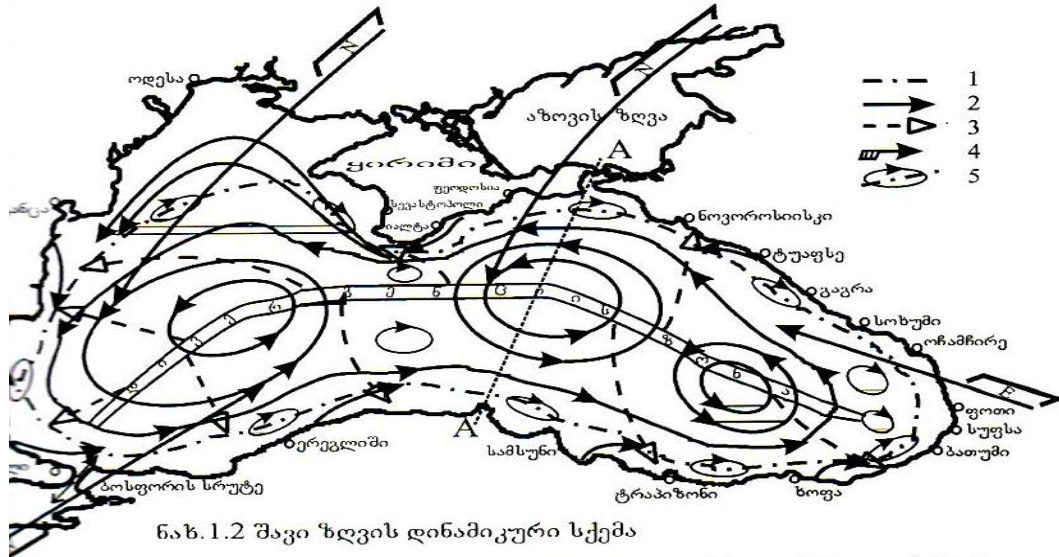 ოდესა
აზოვის ზღვა
ყირიმი
ფეოდოსია
სევასტოპოლი
იალტა
A
ნოვოროსიისკი
ტუაფსე
გაგრა
სოხუმი
ოჩამჩირე
ფოთი
სუფსა
ბათუმი
ხოფა
ტრაპიზონი
სამსუნი
A
ერეგლიში
ბოსფორის სრუტე
N
N
E
1
2
3
4
5
ნახ.1.2 შავი ზღვის დინამიკური სქემა